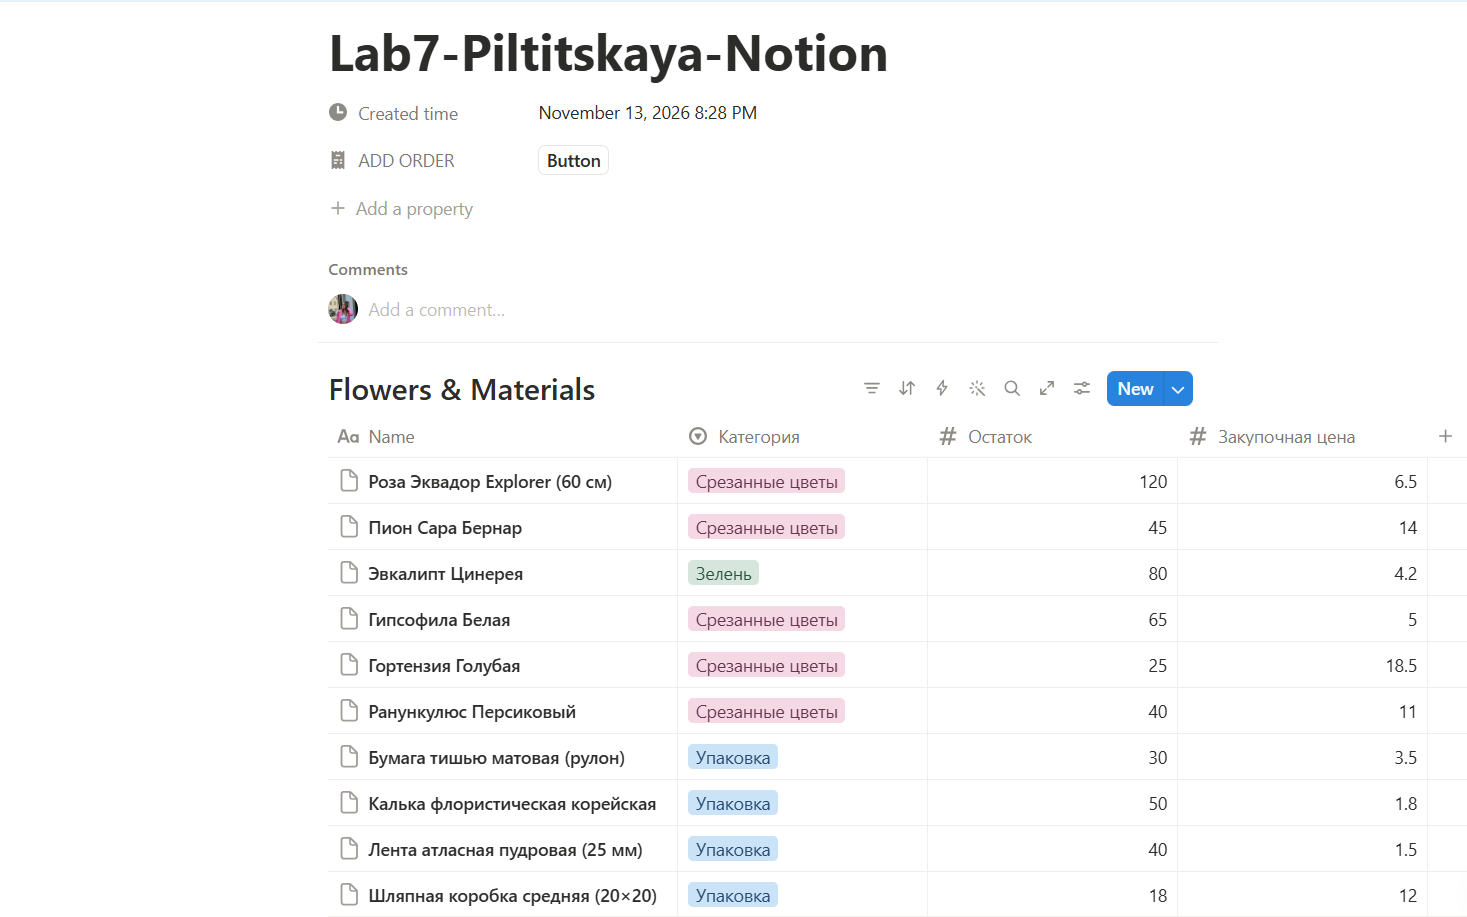 Lab7-Piltitskaya-Notion
Created time November 13, 2026 8:28 PM
ADD ORDER Button
+ Add a property
Comments
Add a comment...
Flowers & Materials New
Aa Name Категория # Остаток # Закупочная цена +
Роза Эквадор Explorer (60 см) Срезанные цветы 120 6.5
Пион Сара Бернар Срезанные цветы 45 14
Эвкалипт Цинерея Зелень 80 4.2
Гипсофила Белая Срезанные цветы 65 5
Гортензия Голубая Срезанные цветы 25 18.5
Ранункулюс Персиковый Срезанные цветы 40 11
Бумага тишью матовая (рулон) Упаковка 30 3.5
Калька флористическая корейская Упаковка 50 1.8
Лента атласная пудровая (25 мм) Упаковка 40 1.5
Шляпная коробка средняя (20×20) Упаковка 18 12